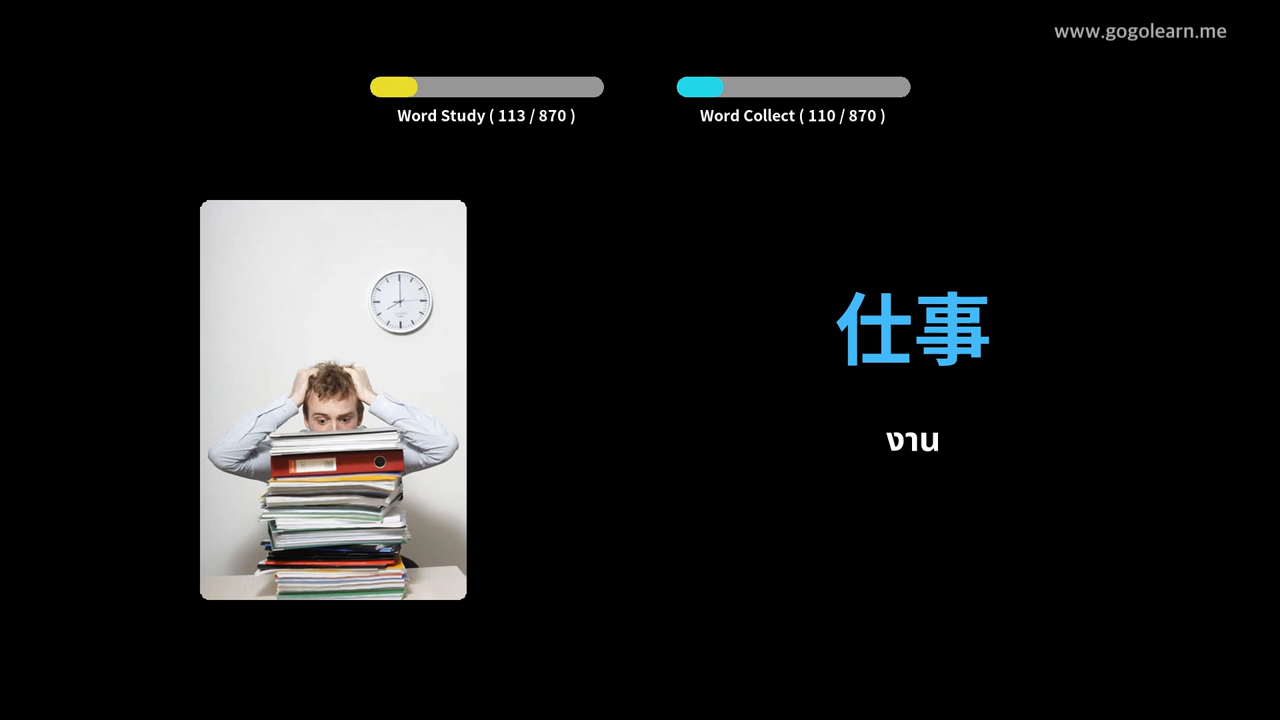 www.gogolearn.me
Word Study ( 113 / 870 )
Word Collect ( 110 / 870 )
仕事
งาน